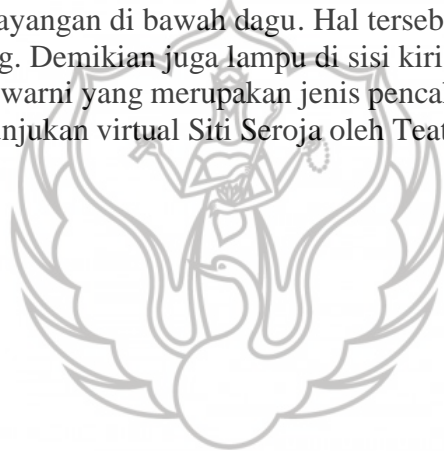 ayangan di bawah dagu. Hal terseb
g. Demikian juga lampu di sisi kiri
warni yang merupakan jenis pencah
njukan virtual Siti Seroja oleh Teat